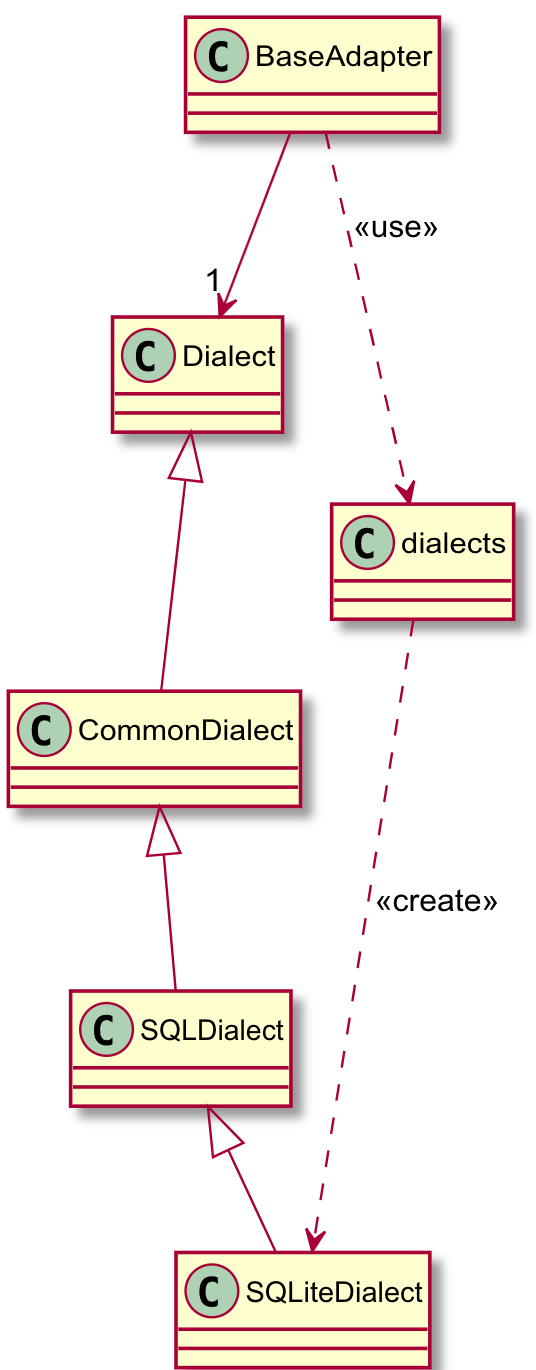 C BaseAdapter
«use»
1
C Dialect
C dialects
C CommonDialect
«create»
C SQLDialect
C SQLiteDialect